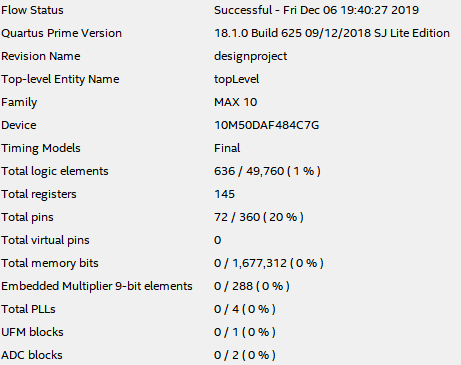 Flow Status Successful - Fri Dec 06 19:40:27 2019
Quartus Prime Version 18.1.0 Build 625 09/12/2018 SJ Lite Edition
Revision Name designproject
Top-level Entity Name topLevel
Family MAX 10
Device 10M50DAF484C7G
Timing Models Final
Total logic elements 636 / 49,760 ( 1 % )
Total registers 145
Total pins 72 / 360 ( 20 % )
Total virtual pins 0
Total memory bits 0 / 1,677,312 ( 0 % )
Embedded Multiplier 9-bit elements 0 / 288 ( 0 % )
Total PLLs 0 / 4 ( 0 % )
UFM blocks 0 / 1 ( 0 % )
ADC blocks 0 / 2 ( 0 % )